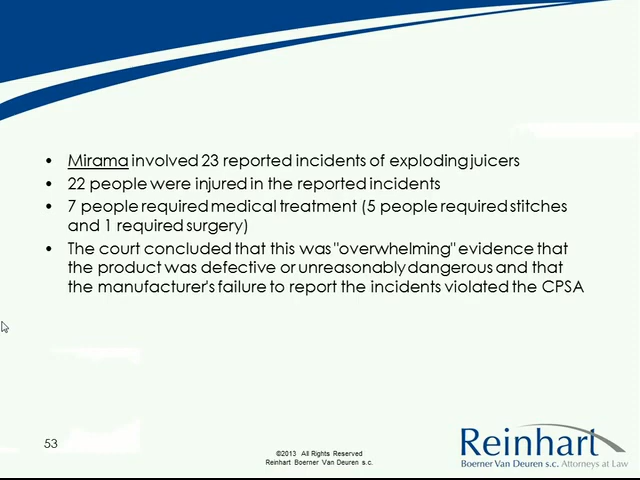 • Mirama involved 23 reported incidents of exploding juicers
• 22 people were injured in the reported incidents
• 7 people required medical treatment (5 people required stitches
and 1 required surgery)
• The court concluded that this was "overwhelming" evidence that
the product was defective or unreasonably dangerous and that
the manufacturer's failure to report the incidents violated the CPSA
53
©2013 All Rights Reserved
Reinhart Boerner Van Deuren s.c.
Reinhart
Boerner Van Deuren s.c. Attorneys at Law